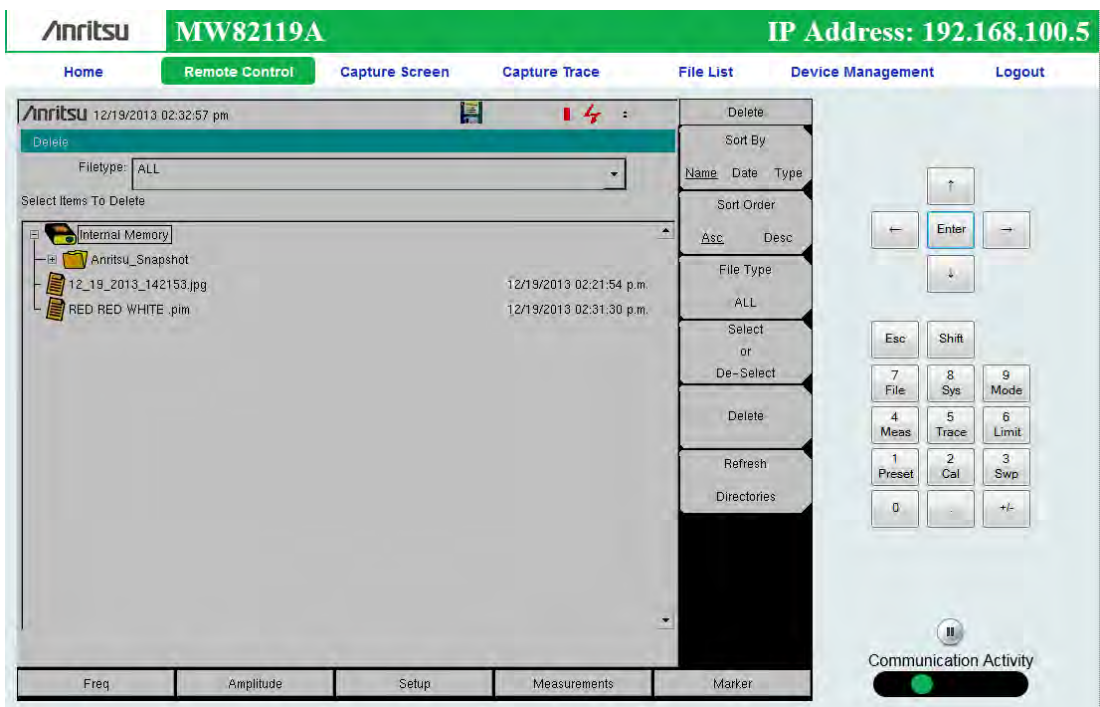 Anritsu MW82119A IP Address: 192.168.100.5
Home Remote Control Capture Screen Capture Trace File List Device Management Logout
Anritsu 12/19/2013 02:32:57 pm
Delete
Filetype: ALL
Select Items To Delete
Internal Memory
Anritsu_Snapshot
12_19_2013_142153.jpg 12/19/2013 02:21:54 p.m.
RED RED WHITE .pim 12/19/2013 02:31:30 p.m.
Delete
Sort By
Name Date Type
Sort Order
Asc Desc
File Type
ALL
Select
or
De-Select
Delete
Refresh
Directories
Freq Amplitude Setup Measurements Marker
↑
← Enter →
↓
Esc Shift
7 8 9
File Sys Mode
4 5 6
Meas Trace Limit
1 2 3
Preset Cal Swp
0 . +/-
Communication Activity